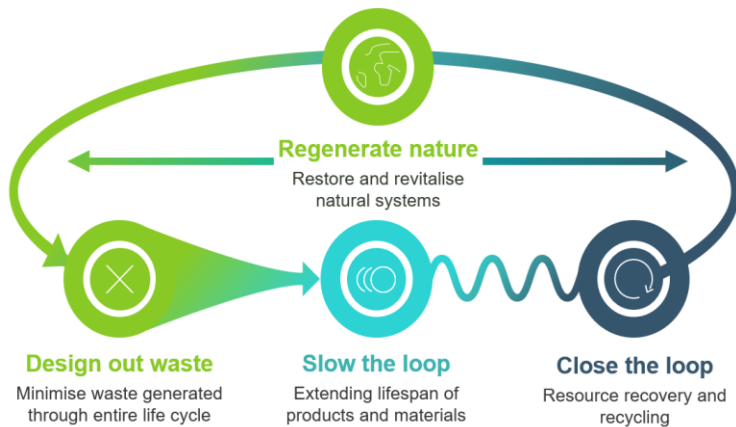 Regenerate nature
Restore and revitalise
natural systems
Design out waste
Minimise waste generated
through entire life cycle
Slow the loop
Extending lifespan of
products and materials
Close the loop
Resource recovery and
recycling